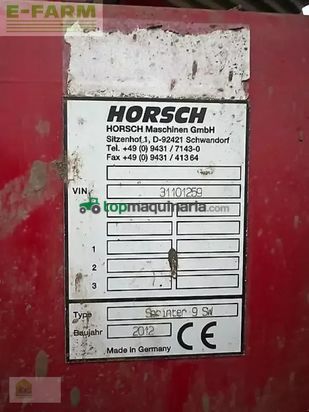 E-FARM
HORSCH
HORSCH Maschinen GmbH
Sitzenhof 1, D-92421 Schwandorf
Tel. +49 (0) 9431 / 7143-0
Fax +49 (0) 9431 / 41364
VIN 31101259
topmaquinaria.com
1
2
3
Type Sprinter 9 SW
Baujahr 2012
CE
Made in Germany